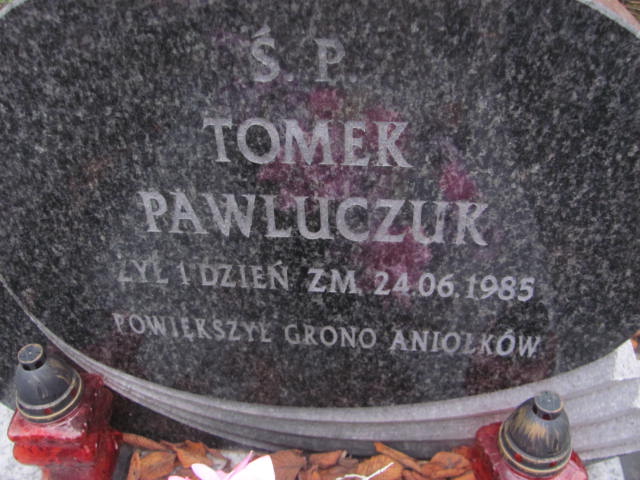 Ś. P.
TOMEK
PAWLUCZUK
ŻYŁ 1 DZIEŃ ZM. 24.06.1985
POWIĘKSZYŁ GRONO ANIOŁKÓW